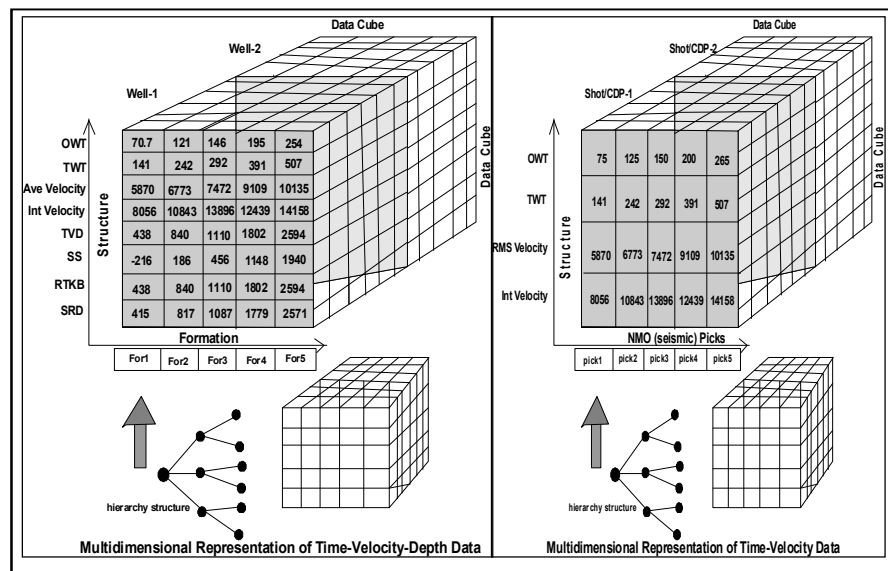 Data Cube
Well-2
Well-1
OWT 70.7 121 146 195 254
TWT 141 242 292 391 507
Ave Velocity 5870 6773 7472 9109 10135
Int Velocity 8056 10843 13896 12439 14158
TVD 438 840 1110 1802 2594
SS -216 186 456 1148 1940
RTKB 438 840 1110 1802 2594
SRD 415 817 1087 1779 2571
Structure
Data Cube
Formation
For1 For2 For3 For4 For5
hierarchy structure
Multidimensional Representation of Time-Velocity-Depth Data
Data Cube
Shot/CDP-2
Shot/CDP-1
OWT 75 125 150 200 265
TWT 141 242 292 391 507
RMS Velocity 5870 6773 7472 9109 10135
Int Velocity 8056 10843 13896 12439 14158
Structure
Data Cube
NMO (seismic) Picks
pick1 pick2 pick3 pick4 pick5
hierarchy structure
Multidimensional Representation of Time-Velocity Data